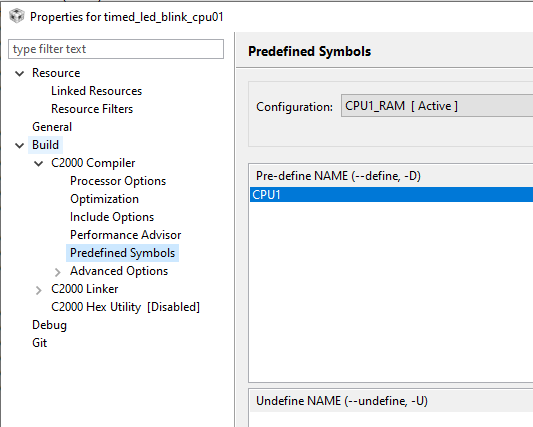 Properties for timed_led_blink_cpu01
type filter text
Resource
Linked Resources
Resource Filters
General
Build
C2000 Compiler
Processor Options
Optimization
Include Options
Performance Advisor
Predefined Symbols
Advanced Options
C2000 Linker
C2000 Hex Utility [Disabled]
Debug
Git
Predefined Symbols
Configuration: CPU1_RAM [ Active ]
Pre-define NAME (--define, -D)
CPU1
Undefine NAME (--undefine, -U)